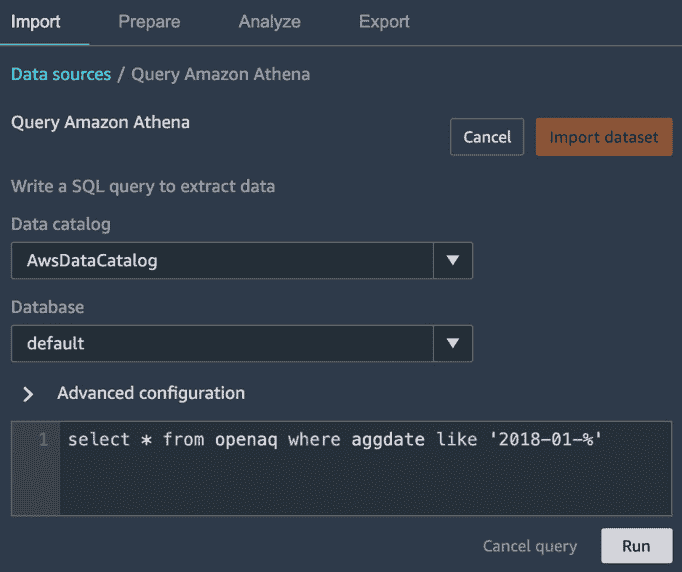 Import Prepare Analyze Export
Data sources / Query Amazon Athena
Query Amazon Athena
Cancel Import dataset
Write a SQL query to extract data
Data catalog
AwsDataCatalog
Database
default
Advanced configuration
1 select * from openaq where aggdate like '2018-01-%'
Cancel query Run